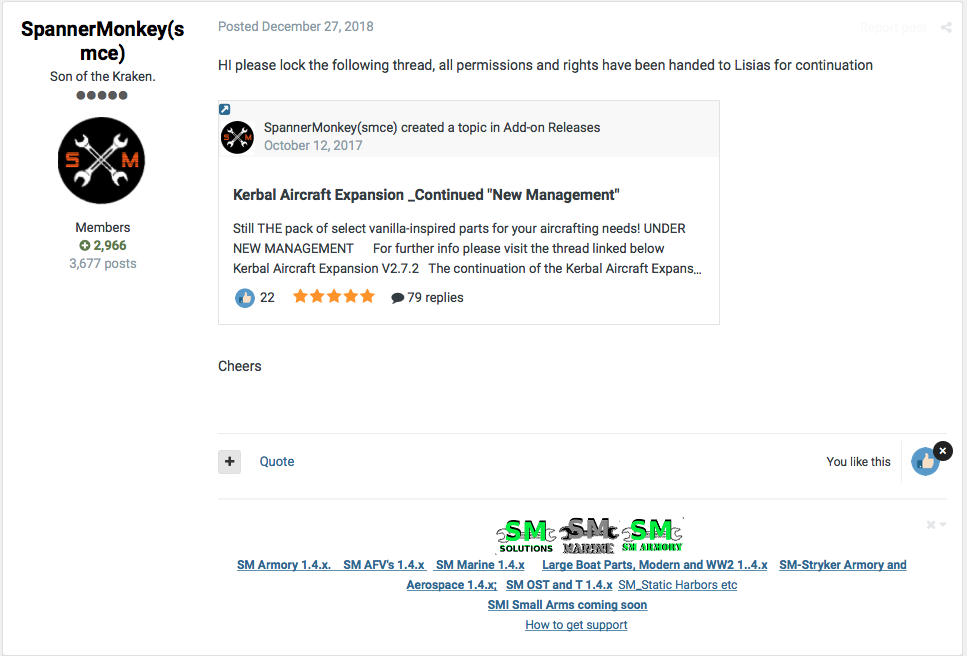 SpannerMonkey(s
mce)
Son of the Kraken.
S M
Members
2,966
3,677 posts
Posted December 27, 2018
Report post
HI please lock the following thread, all permissions and rights have been handed to Lisias for continuation
S M
SpannerMonkey(smce) created a topic in Add-on Releases
October 12, 2017
Kerbal Aircraft Expansion _Continued "New Management"
Still THE pack of select vanilla-inspired parts for your aircrafting needs! UNDER
NEW MANAGEMENT For further info please visit the thread linked below
Kerbal Aircraft Expansion V2.7.2 The continuation of the Kerbal Aircraft Expans...
22 79 replies
Cheers
+ Quote You like this
SM SM SM
SOLUTIONS MARINE SM ARMORY
SM Armory 1.4.x. SM AFV's 1.4.x SM Marine 1.4.x Large Boat Parts, Modern and WW2 1..4.x SM-Stryker Armory and
Aerospace 1.4.x; SM OST and T 1.4.x SM_Static Harbors etc
SMI Small Arms coming soon
How to get support